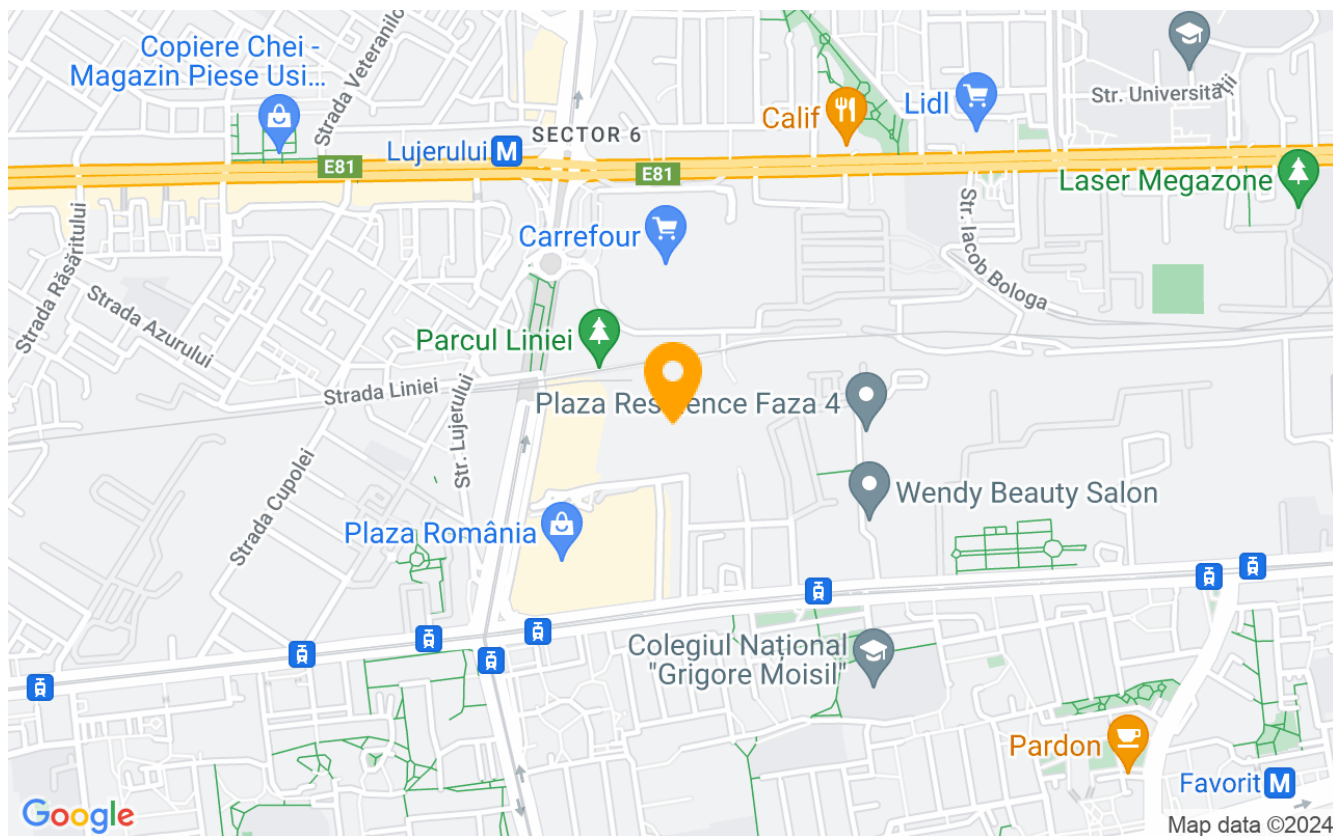 Copiere Chei -
Magazin Piese Usi...
Strada Veteranilo
SECTOR 6
Lujerului M
E81
E81
Calif
Lidl
Str. Universității
Laser Megazone
Strada Răsăritului
Strada Azurului
Carrefour
Str. Iacob Bologa
Parcul Liniei
Strada Liniei
Str. Lujerului
Plaza Residence Faza 4
Strada Cupolei
Wendy Beauty Salon
Plaza România
Colegiul Național
"Grigore Moisil"
Pardon
Favorit M
Google
Map data ©2024